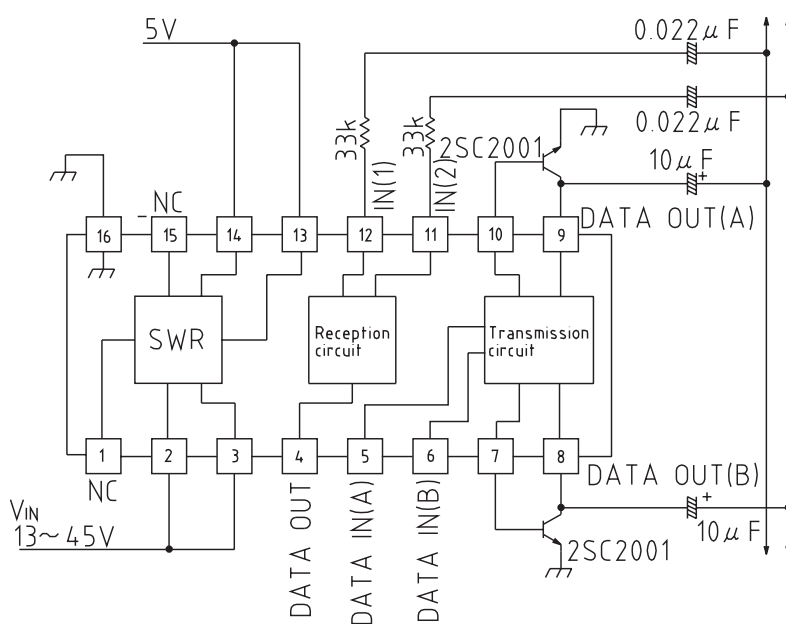 5V
0.022μF
0.022μF
33k
33k
2SC2001
10μF
+
IN(1)
IN(2)
NC
DATA OUT(A)
16
15
14
13
12
11
10
9
SWR
Reception
circuit
Transmission
circuit
1
2
3
4
5
6
7
8
NC
DATA OUT(B)
VIN
13~45V
DATA OUT
DATA IN(A)
DATA IN(B)
+
10μF
2SC2001